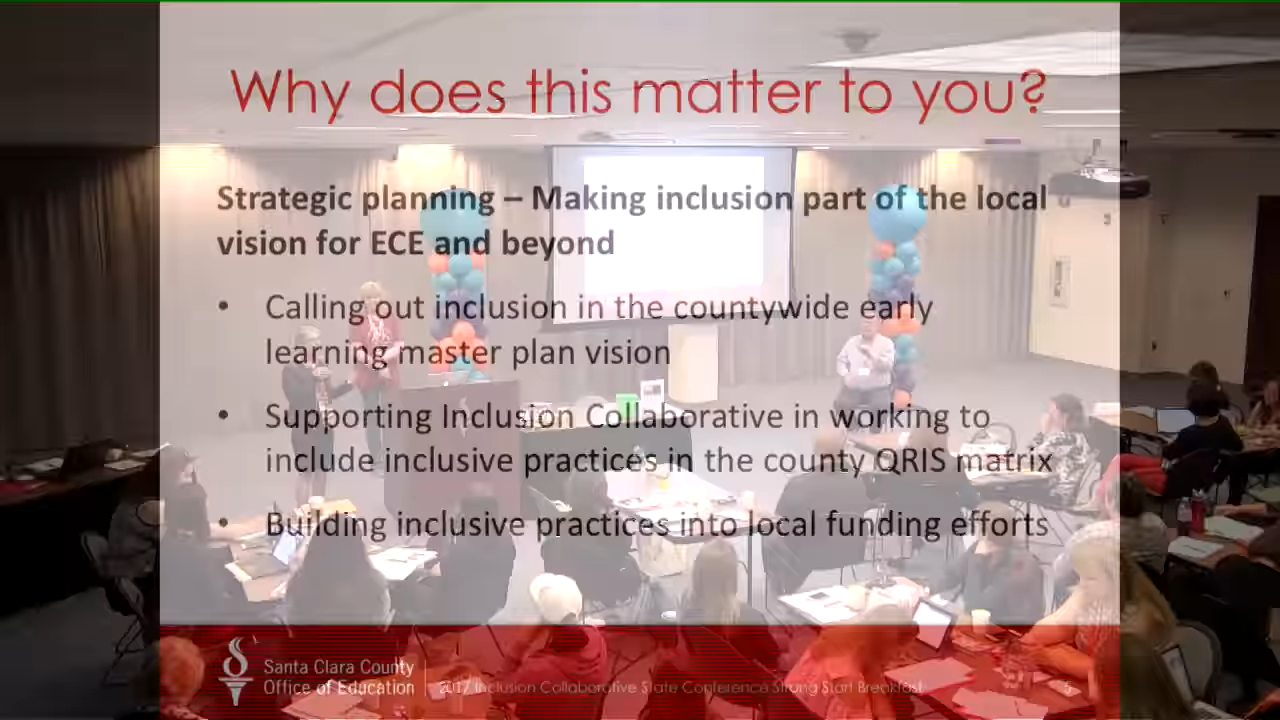 Why does this matter to you?
Strategic planning – Making inclusion part of the local
vision for ECE and beyond
• Calling out inclusion in the countywide early
learning master plan vision
• Supporting Inclusion Collaborative in working to
include inclusive practices in the county QRIS matrix
• Building inclusive practices into local funding efforts
Santa Clara County
Office of Education
2017 Inclusion Collaborative State Conference Strong Start Breakfast
5